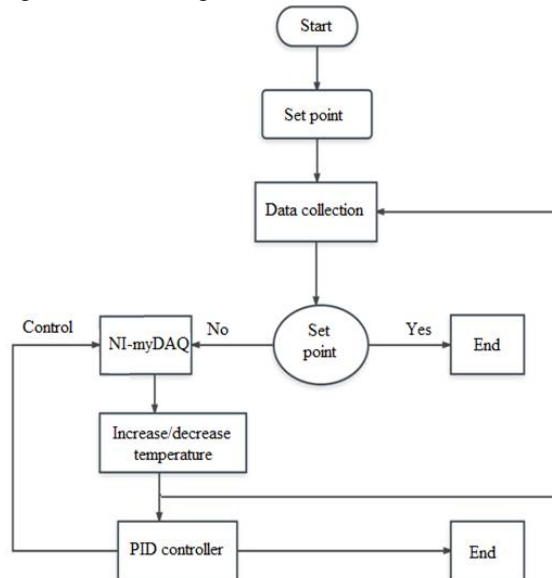 Start
Set point
Data collection
Control
NI-myDAQ
No
Set
point
Yes
End
Increase/decrease
temperature
PID controller
End